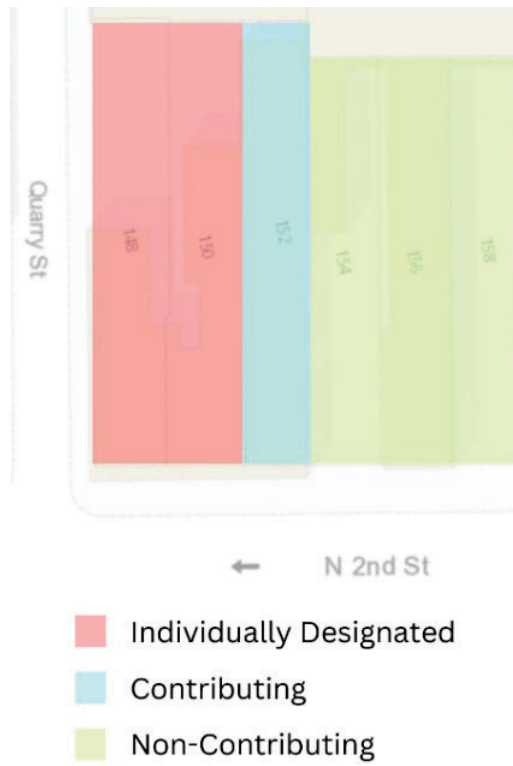 Quarry St
148
150
152
154
156
158
N 2nd St
Individually Designated
Contributing
Non-Contributing